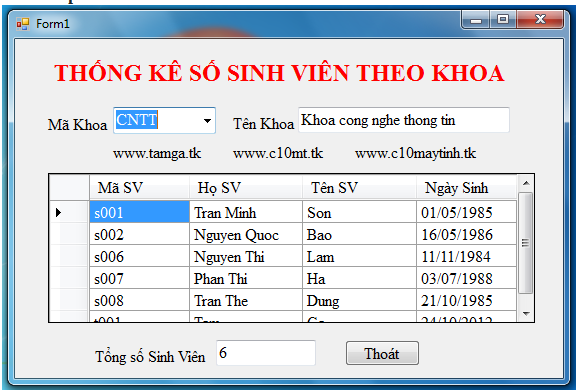 Form1
THỐNG KÊ SỐ SINH VIÊN THEO KHOA
Mã Khoa CNTT Tên Khoa Khoa cong nghe thong tin
www.tamga.tk www.c10mt.tk www.c10maytinh.tk
Mã SV Họ SV Tên SV Ngày Sinh
s001 Tran Minh Son 01/05/1985
s002 Nguyen Quoc Bao 16/05/1986
s006 Nguyen Thi Lam 11/11/1984
s007 Phan Thi Ha 03/07/1988
s008 Tran The Dung 21/10/1985
24/10/2012
Tổng số Sinh Viên 6 Thoát